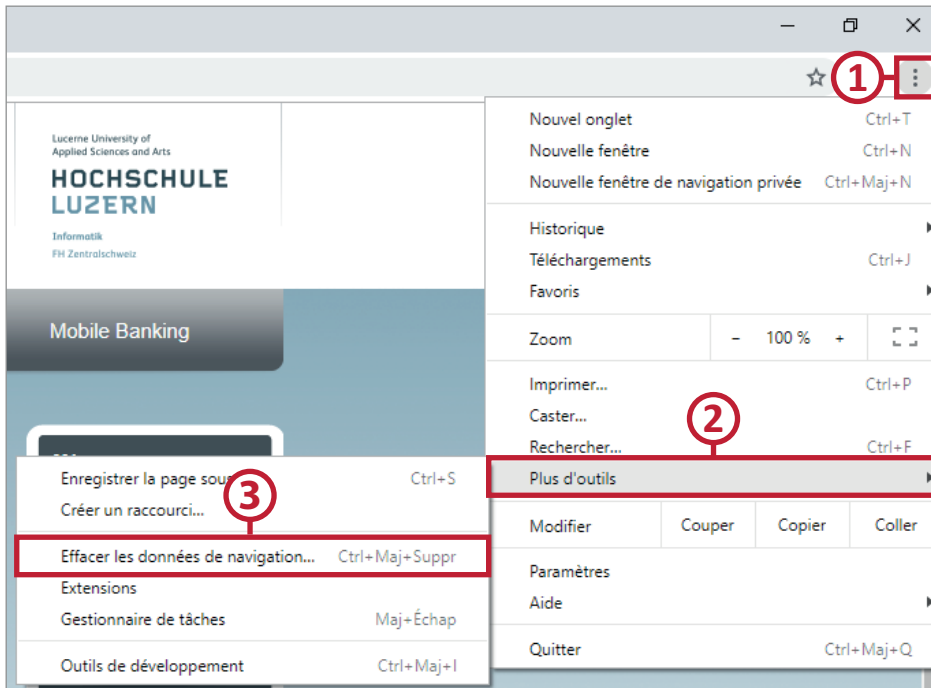 1
Nouvel onglet Ctrl+T
Lucerne University of
Applied Sciences and Arts
Nouvelle fenêtre Ctrl+N
HOCHSCHULE
LUZERN
Nouvelle fenêtre de navigation privée Ctrl+Maj+N
Informatik
FH Zentralschweiz
Historique
Téléchargements Ctrl+J
Favoris
Mobile Banking
Zoom - 100 % +
Imprimer... Ctrl+P
Caster...
2
Rechercher... Ctrl+F
Plus d'outils
Enregistrer la page sous Ctrl+S
3
Créer un raccourci...
Modifier Couper Copier Coller
Effacer les données de navigation... Ctrl+Maj+Suppr
Paramètres
Extensions
Aide
Gestionnaire de tâches Maj+Échap
Quitter Ctrl+Maj+Q
Outils de développement Ctrl+Maj+I